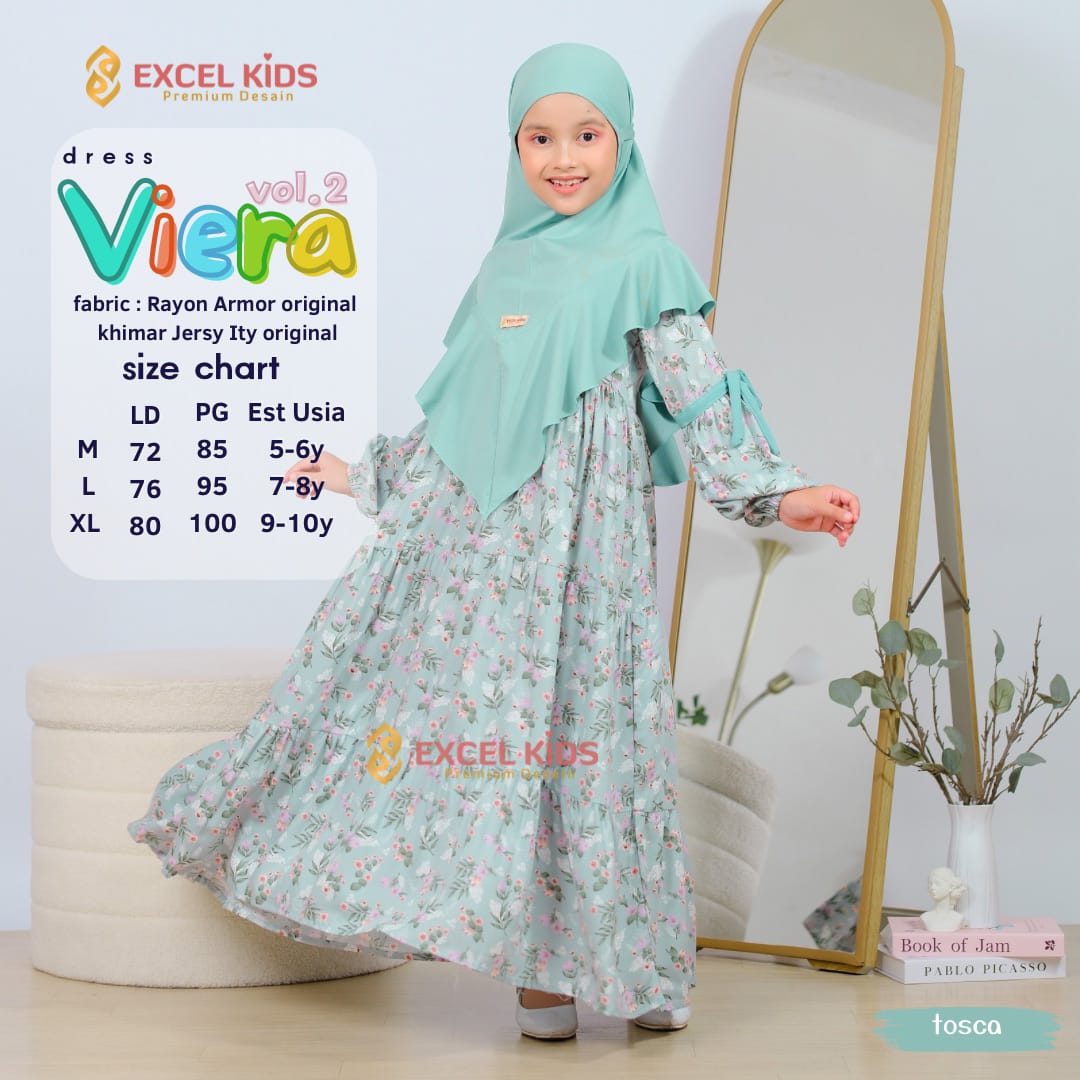 EXCEL KIDS
Premium Desain
dress
Viera
vol.2
fabric : Rayon Armor original
khimar Jersy Ity original
size chart
LD PG Est Usia
M 72 85 5-6y
L 76 95 7-8y
XL 80 100 9-10y
EXCEL KIDS
Premium Desain
Book of Jam
PABLO PICASSO
tosca